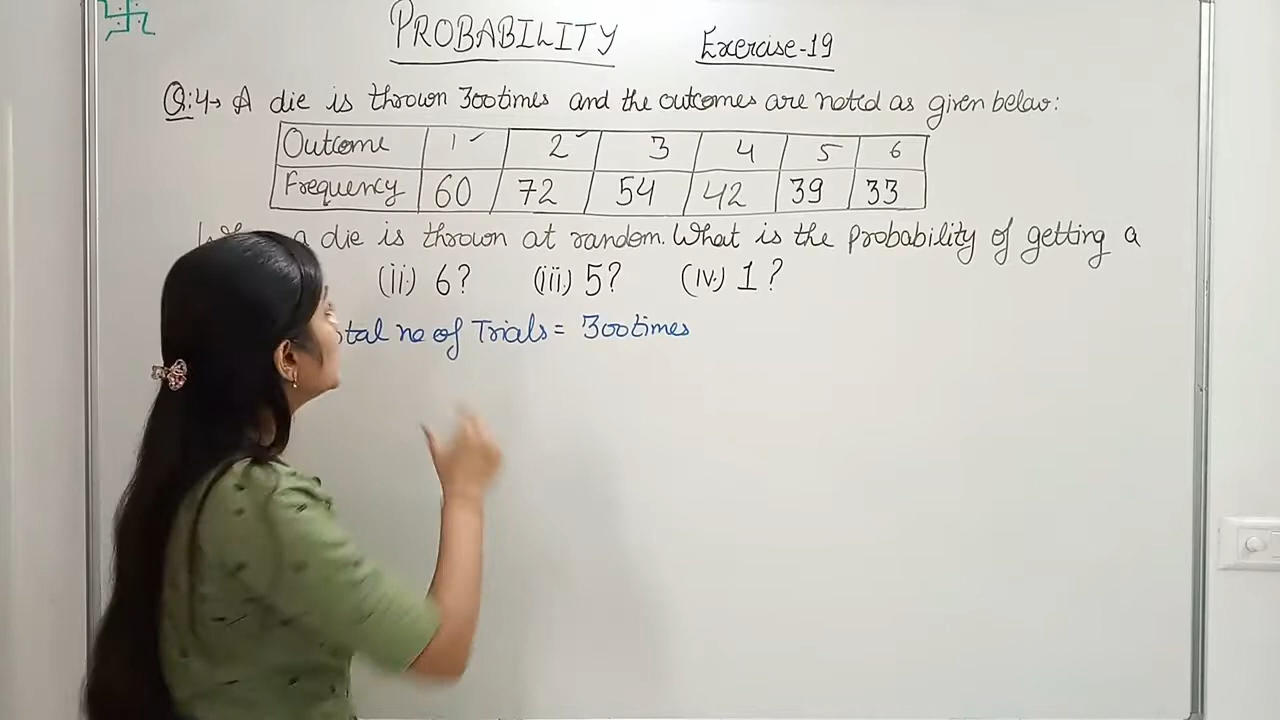 PROBABILITY Exercise-19
Q:4→ A die is thrown 300times and the outcomes are noted as given below:
Outcome 1 2 3 4 5 6
Frequency 60 72 54 42 39 33
a die is thrown at random. What is the probability of getting a
(ii) 6? (iii) 5? (iv) 1?
no of Trials = 300times